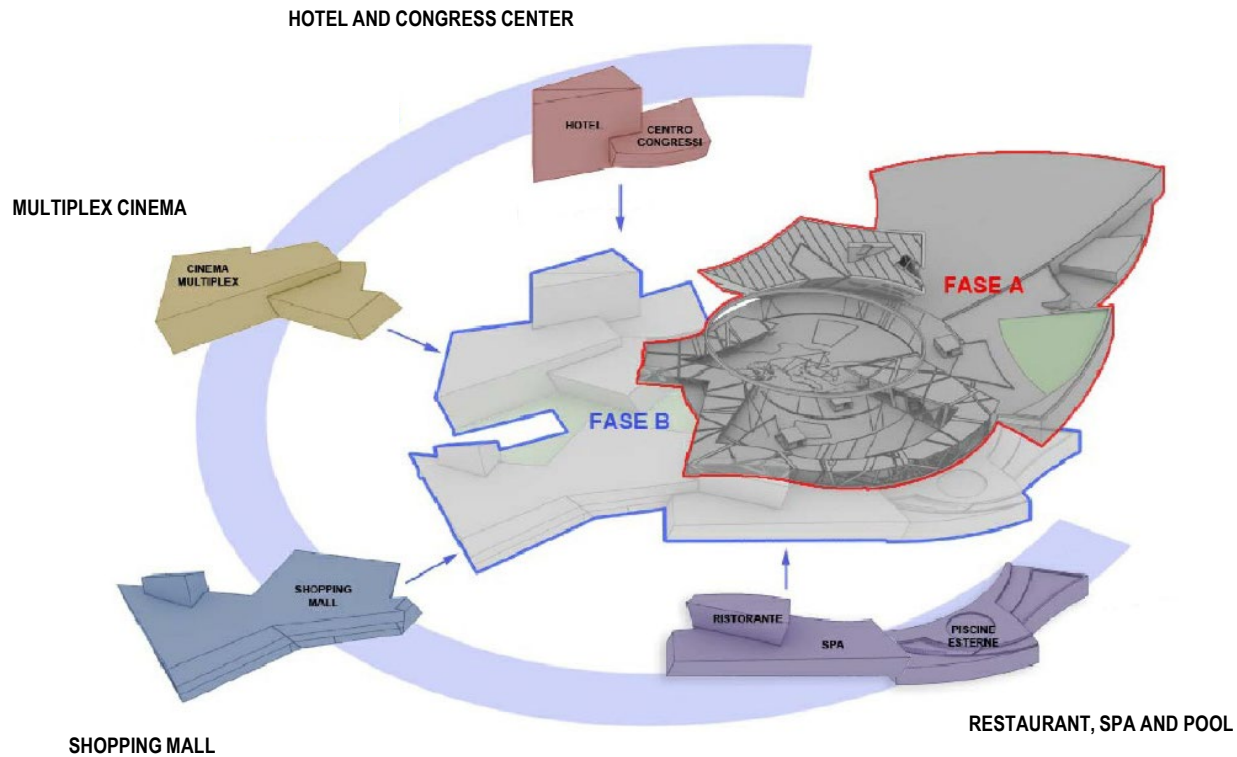 HOTEL AND CONGRESS CENTER
HOTEL
CENTRO
CONGRESSI
MULTIPLEX CINEMA
CINEMA
MULTIPLEX
FASE A
FASE B
SHOPPING
MALL
RISTORANTE
SPA
PISCINE
ESTERNE
RESTAURANT, SPA AND POOL
SHOPPING MALL